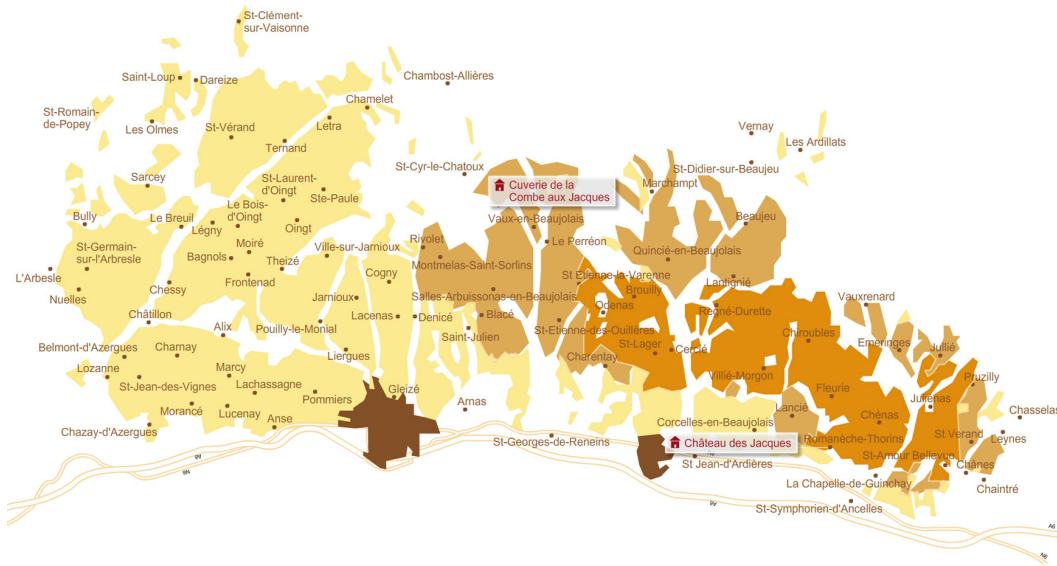 St-Clément-
sur-Vaisonne
Saint-Loup
Dareize
Chambost-Allières
St-Romain-
de-Popey
Chamelet
Les Olmes
St-Vérand
Letra
Vernay
Les Ardillats
Ternand
St-Cyr-le-Chatoux
St-Didier-sur-Beaujeu
Sarcey
St-Laurent-
d'Oingt
Ste-Paule
Cuverie de la
Combe aux Jacques
Marchampt
Bully
Le Breuil
Légny
Le Bois-
d'Oingt
Oingt
Vaux-en-Beaujolais
Beaujeu
St-Germain-
sur-l'Arbresle
Moiré
Ville-sur-Jarnioux
Rivolet
Le Perréon
Bagnols
Theizé
Montmelas-Saint-Sorlins
Quincié-en-Beaujolais
L'Arbesle
Nuelles
Chessy
Frontenad
Cogny
St Etienne-la-Varenne
Lantignié
Jarnioux
Salles-Arbuissonas-en-Beaujolais
Brouilly
Vauxrenard
Châtillon
Pouilly-le-Monial
Lacenas
Denicé
Blacé
Odenas
Regné-Durette
Alix
Saint-Julien
St-Etienne-des-Ouillères
Chiroubles
Emeringes
Belmont-d'Azergues
Charnay
Liergues
St-Lager
Cercié
Jullié
Lozanne
Marcy
Charentay
Villié-Morgon
St-Jean-des-Vignes
Lachassagne
Pommiers
Gleizé
Fleurie
Pruzilly
Morancé
Lucenay
Arnas
Lancié
Julienas
Chasselas
Chazay-d'Azergues
Anse
Corcelles-en-Beaujolais
Chénas
St-Georges-de-Reneins
Château des Jacques
Romanèche-Thorins
St Verand
Leynes
St Jean-d'Ardières
St-Amour Bellevue
Chânes
La Chapelle-de-Guinchay
Chaintré
St-Symphorien-d'Ancelles
A6
N6